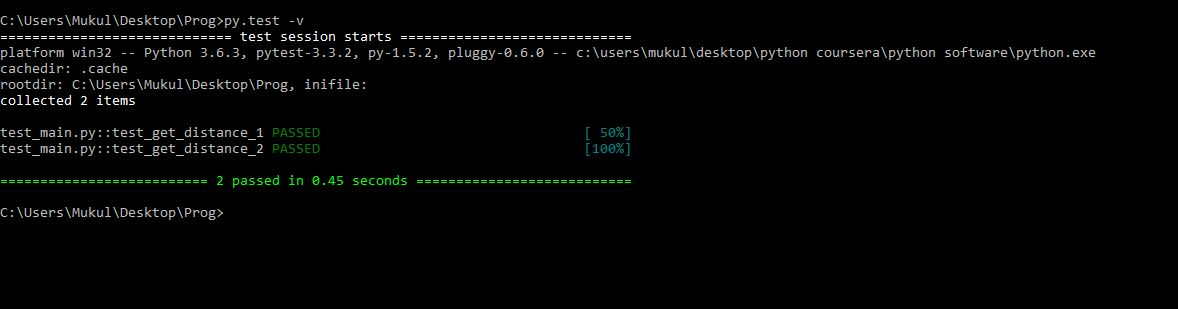 C:\Users\Mukul\Desktop\Prog>py.test -v
============================= test session starts =============================
platform win32 -- Python 3.6.3, pytest-3.3.2, py-1.5.2, pluggy-0.6.0 -- c:\users\mukul\desktop\python coursera\python software\python.exe
cachedir: .cache
rootdir: C:\Users\Mukul\Desktop\Prog, inifile:
collected 2 items
test_main.py::test_get_distance_1 PASSED                                 [ 50%]
test_main.py::test_get_distance_2 PASSED                                 [100%]
========================== 2 passed in 0.45 seconds ===========================
C:\Users\Mukul\Desktop\Prog>